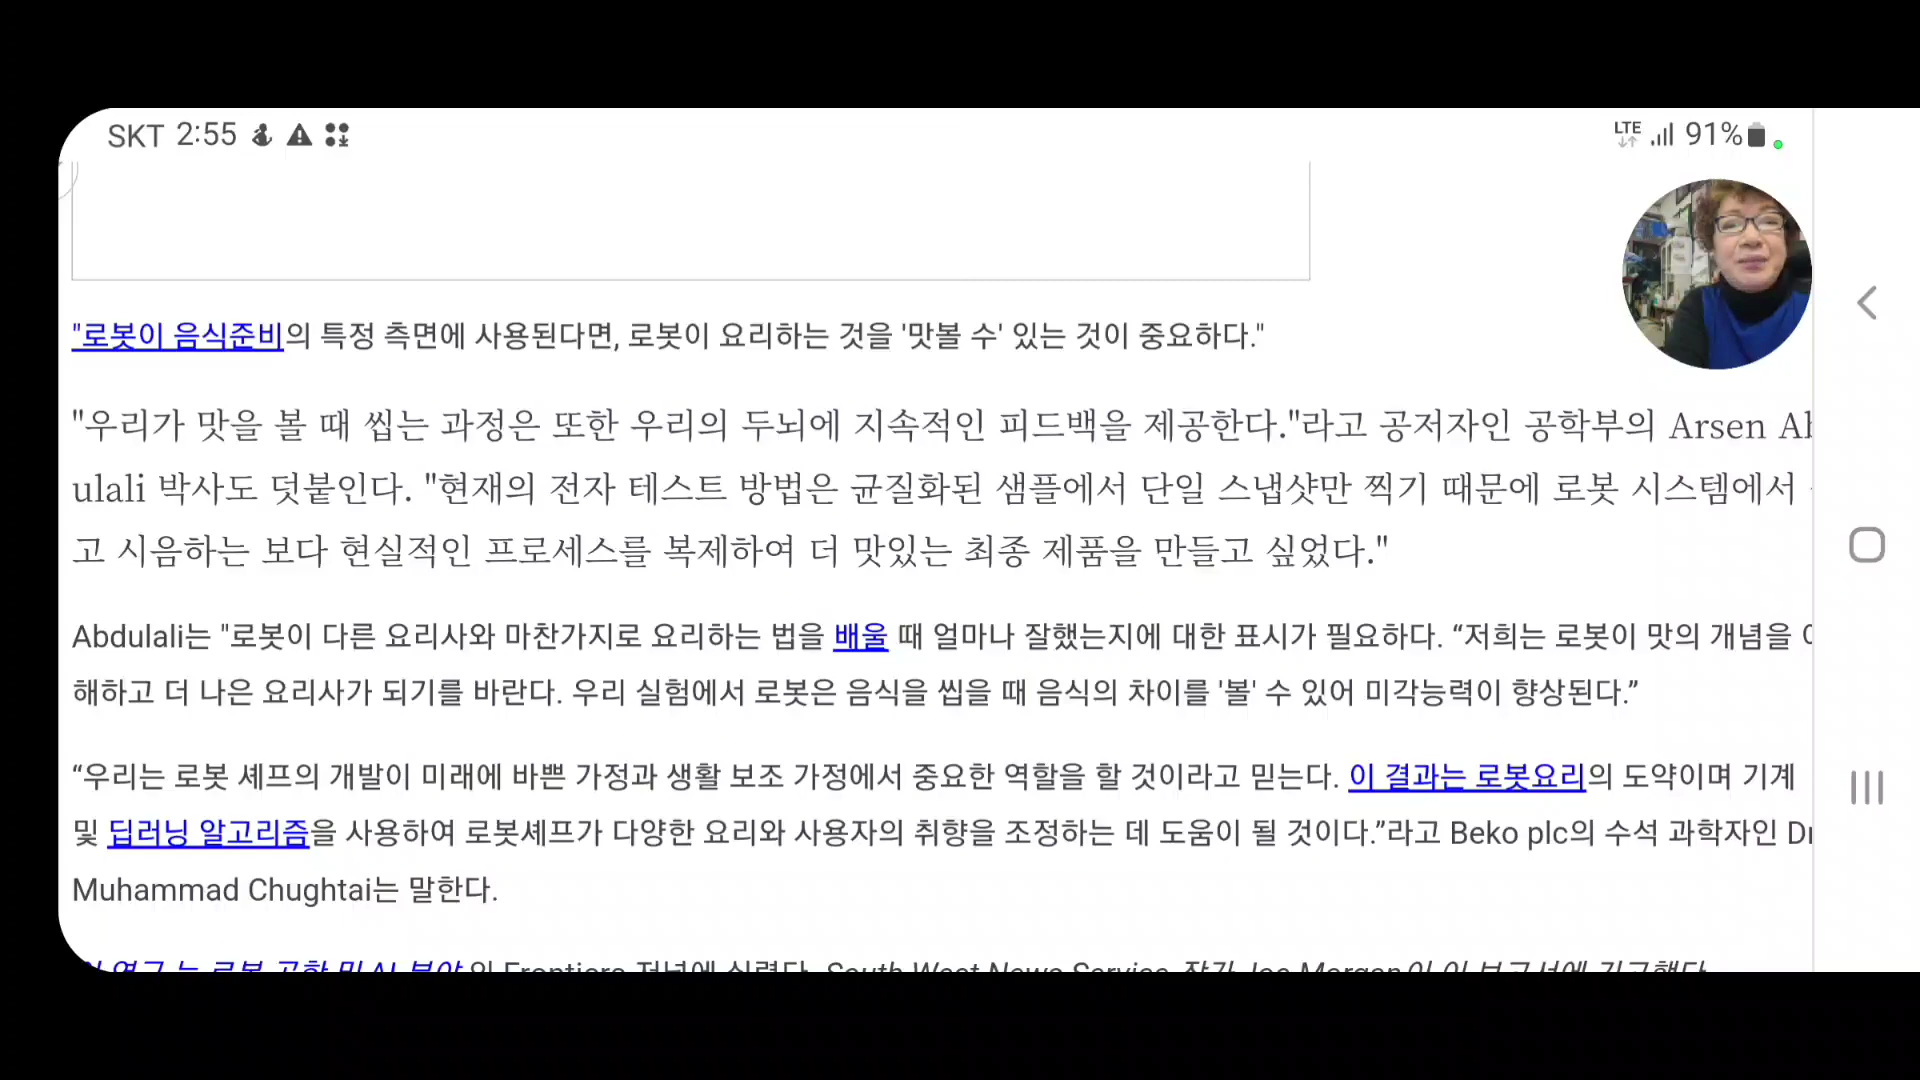 SKT 2:55
LTE 91%
"로봇이 음식준비의 특정 측면에 사용된다면, 로봇이 요리하는 것을 '맛볼 수' 있는 것이 중요하다."
"우리가 맛을 볼 때 씹는 과정은 또한 우리의 두뇌에 지속적인 피드백을 제공한다."라고 공저자인 공학부의 Arsen Ab
ulali 박사도 덧붙인다. "현재의 전자 테스트 방법은 균질화된 샘플에서 단일 스냅샷만 찍기 때문에 로봇 시스템에서
고 시음하는 보다 현실적인 프로세스를 복제하여 더 맛있는 최종 제품을 만들고 싶었다."
Abdulali는 "로봇이 다른 요리사와 마찬가지로 요리하는 법을 배울 때 얼마나 잘했는지에 대한 표시가 필요하다. “저희는 로봇이 맛의 개념을
해하고 더 나은 요리사가 되기를 바란다. 우리 실험에서 로봇은 음식을 씹을 때 음식의 차이를 '볼' 수 있어 미각능력이 향상된다.”
“우리는 로봇 셰프의 개발이 미래에 바쁜 가정과 생활 보조 가정에서 중요한 역할을 할 것이라고 믿는다. 이 결과는 로봇요리의 도약이며 기계
및 딥러닝 알고리즘을 사용하여 로봇셰프가 다양한 요리와 사용자의 취향을 조정하는 데 도움이 될 것이다.”라고 Beko plc의 수석 과학자인 Dr
Muhammad Chughtai는 말한다.